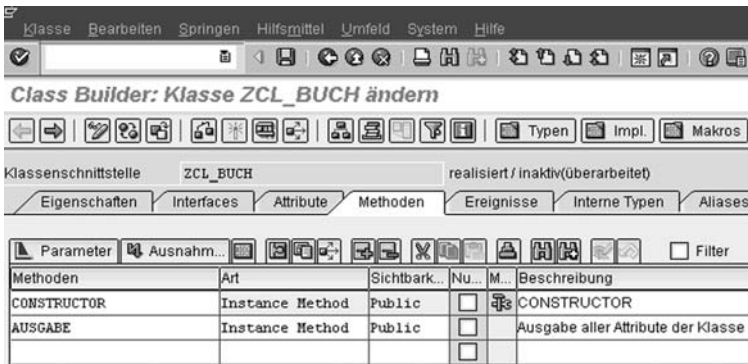 Klasse Bearbeiten Springen Hilfsmittel Umfeld System Hilfe
Class Builder: Klasse ZCL_BUCH ändern
Typen Impl. Makros
Klassenschnittstelle ZCL_BUCH realisiert / inaktiv(überarbeitet)
Eigenschaften Interfaces Attribute Methoden Ereignisse Interne Typen Aliases
Parameter Ausnahm... Filter
Methoden Art Sichtbark... Nu... M... Beschreibung
CONSTRUCTOR Instance Method Public CONSTRUCTOR
AUSGABE Instance Method Public Ausgabe aller Attribute der Klasse